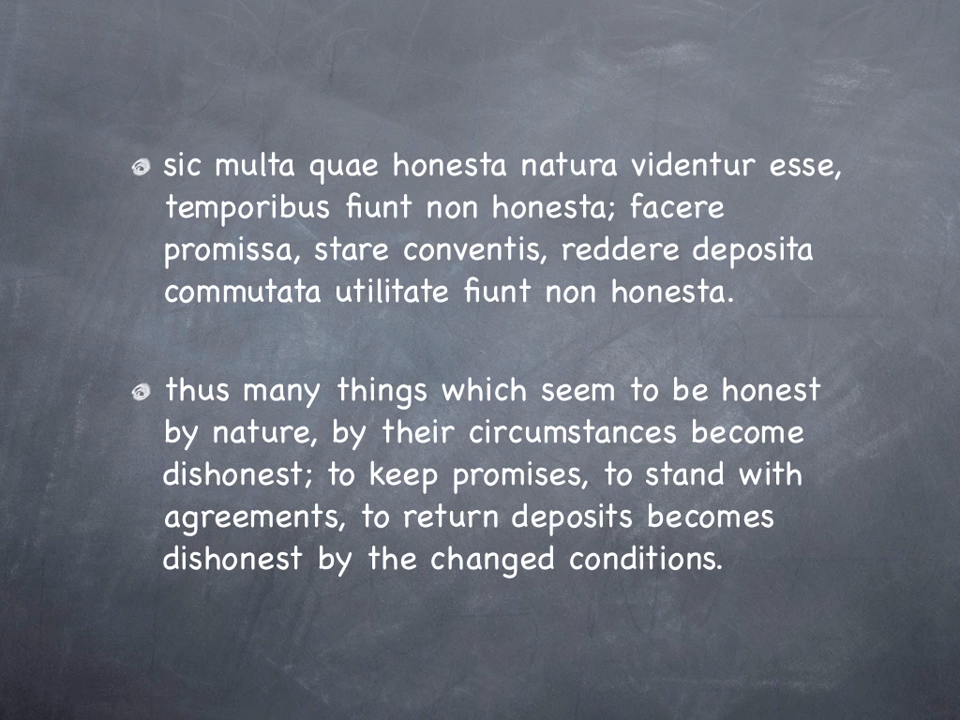 sic multa quae honesta natura videntur esse,
temporibus fiunt non honesta; facere
promissa, stare conventis, reddere deposita
commutata utilitate fiunt non honesta.
thus many things which seem to be honest
by nature, by their circumstances become
dishonest; to keep promises, to stand with
agreements, to return deposits becomes
dishonest by the changed conditions.